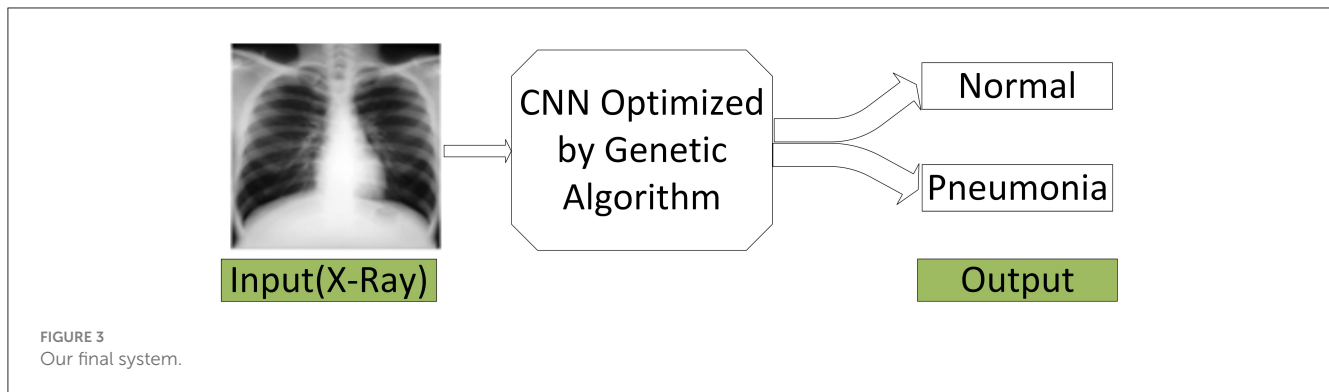 CNN Optimized
by Genetic
Algorithm
Normal
Pneumonia
Input(X-Ray)
Output
FIGURE 3
Our final system.